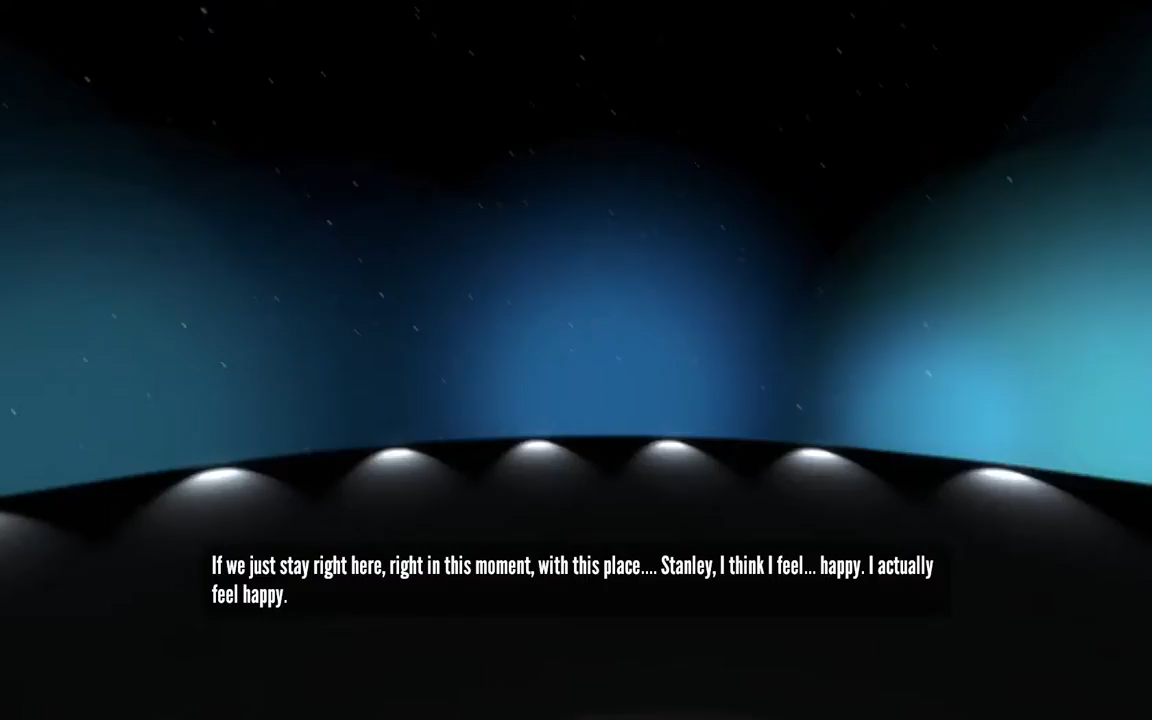 If we just stay right here, right in this moment, with this place.... Stanley, I think I feel... happy. I actually
feel happy.